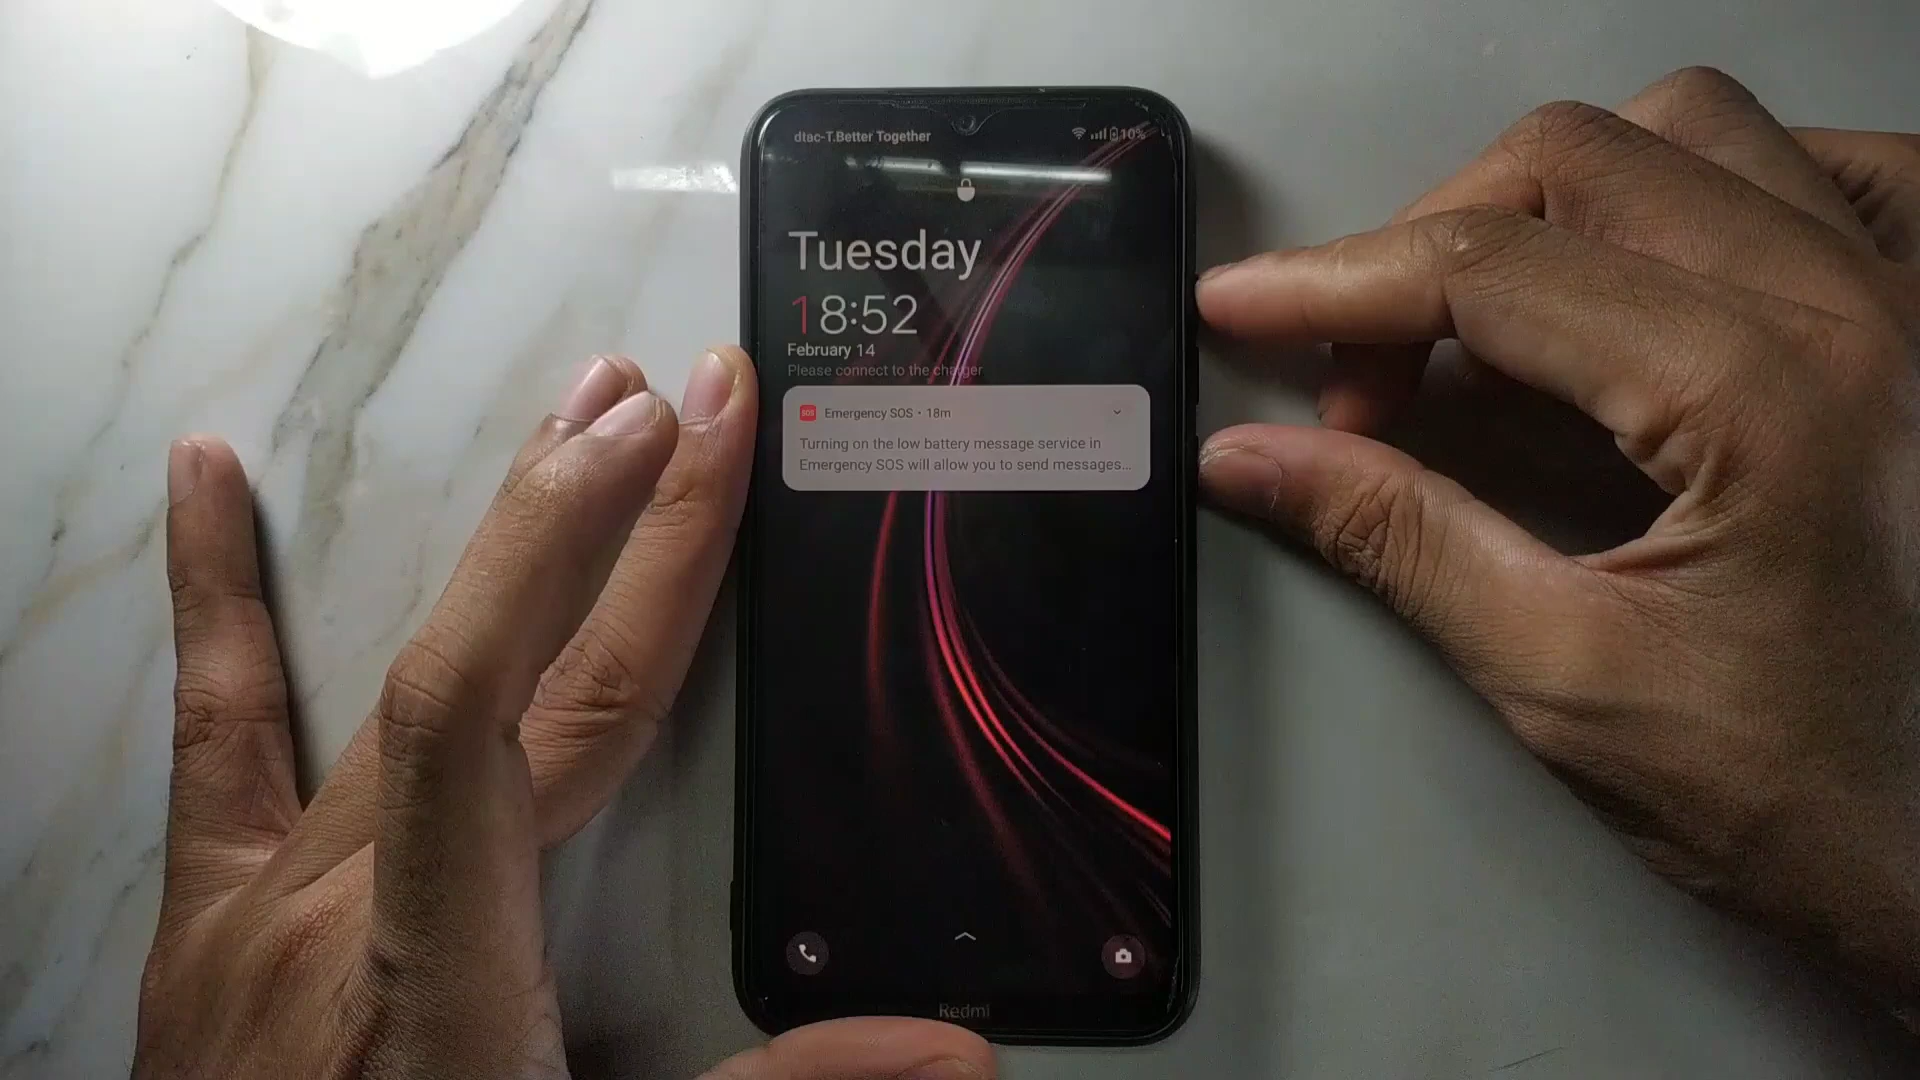 dtac-T.Better Together
10%
Tuesday
18:52
February 14
Please connect to the charger
SOS Emergency SOS • 18m
Turning on the low battery message service in
Emergency SOS will allow you to send messages...
Redmi